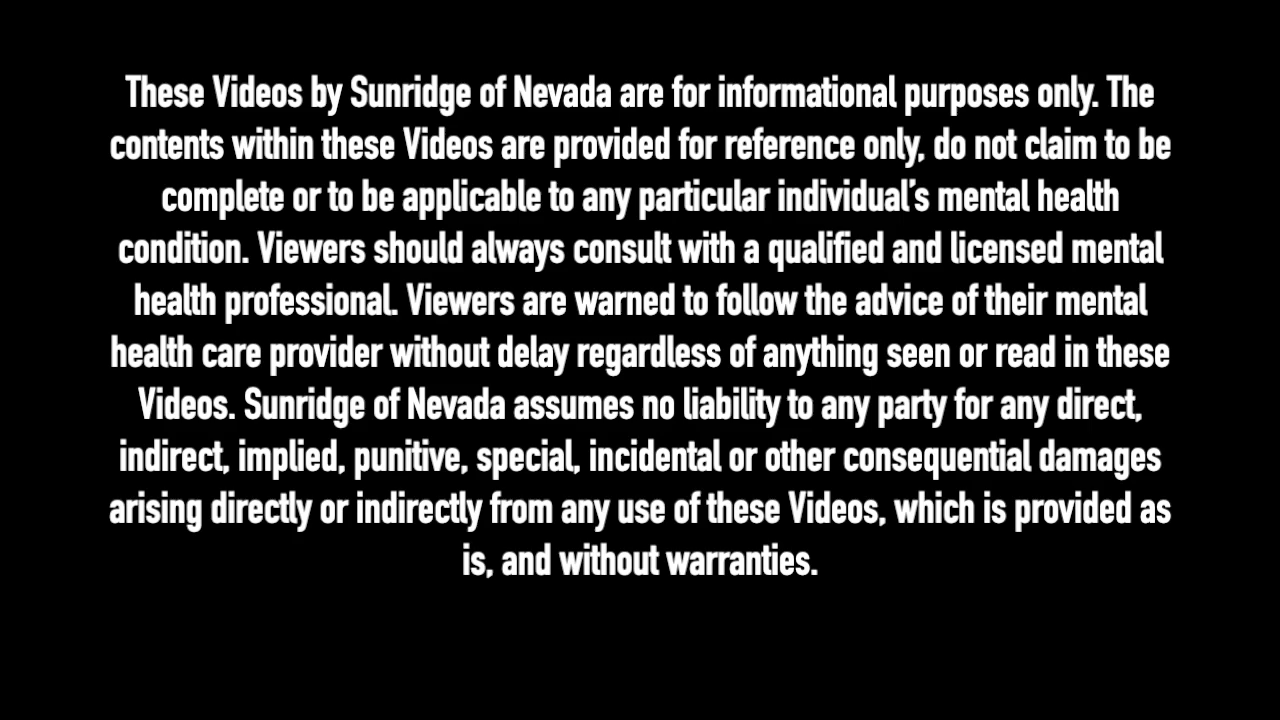 These Videos by Sunridge of Nevada are for informational purposes only. The
contents within these Videos are provided for reference only, do not claim to be
complete or to be applicable to any particular individual's mental health
condition. Viewers should always consult with a qualified and licensed mental
health professional. Viewers are warned to follow the advice of their mental
health care provider without delay regardless of anything seen or read in these
Videos. Sunridge of Nevada assumes no liability to any party for any direct,
indirect, implied, punitive, special, incidental or other consequential damages
arising directly or indirectly from any use of these Videos, which is provided as
is, and without warranties.